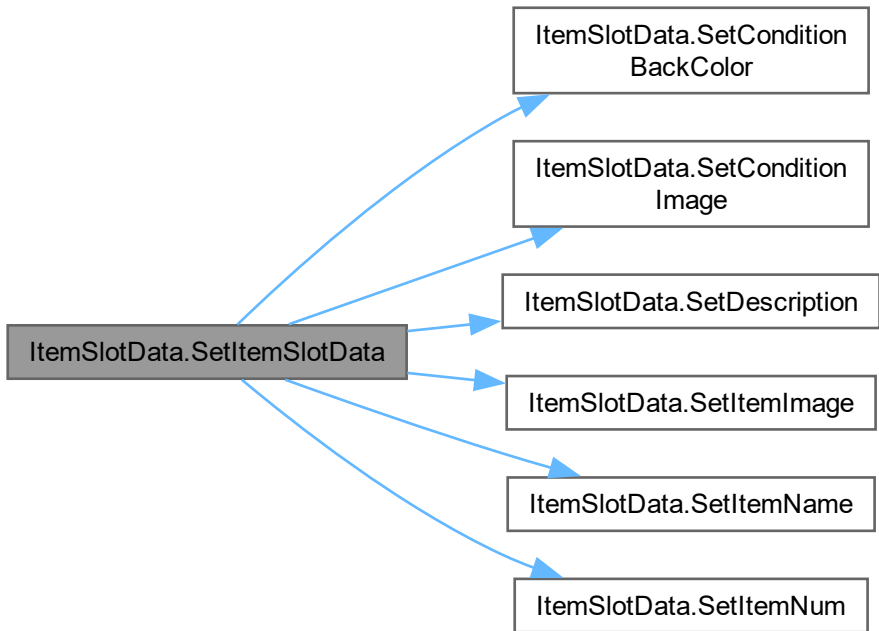 ItemSlotData.SetCondition
BackColor
ItemSlotData.SetCondition
Image
ItemSlotData.SetDescription
ItemSlotData.SetItemSlotData
ItemSlotData.SetItemImage
ItemSlotData.SetItemName
ItemSlotData.SetItemNum